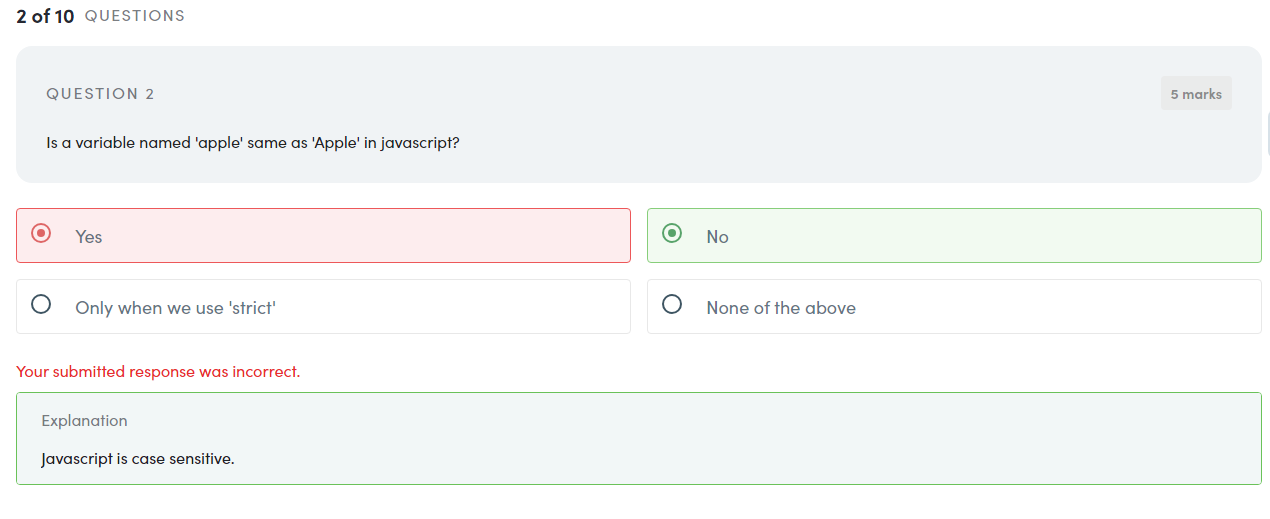 2 of 10 QUESTIONS
QUESTION 2
5 marks
Is a variable named 'apple' same as 'Apple' in javascript?
Yes
No
Only when we use 'strict'
None of the above
Your submitted response was incorrect.
Explanation
Javascript is case sensitive.